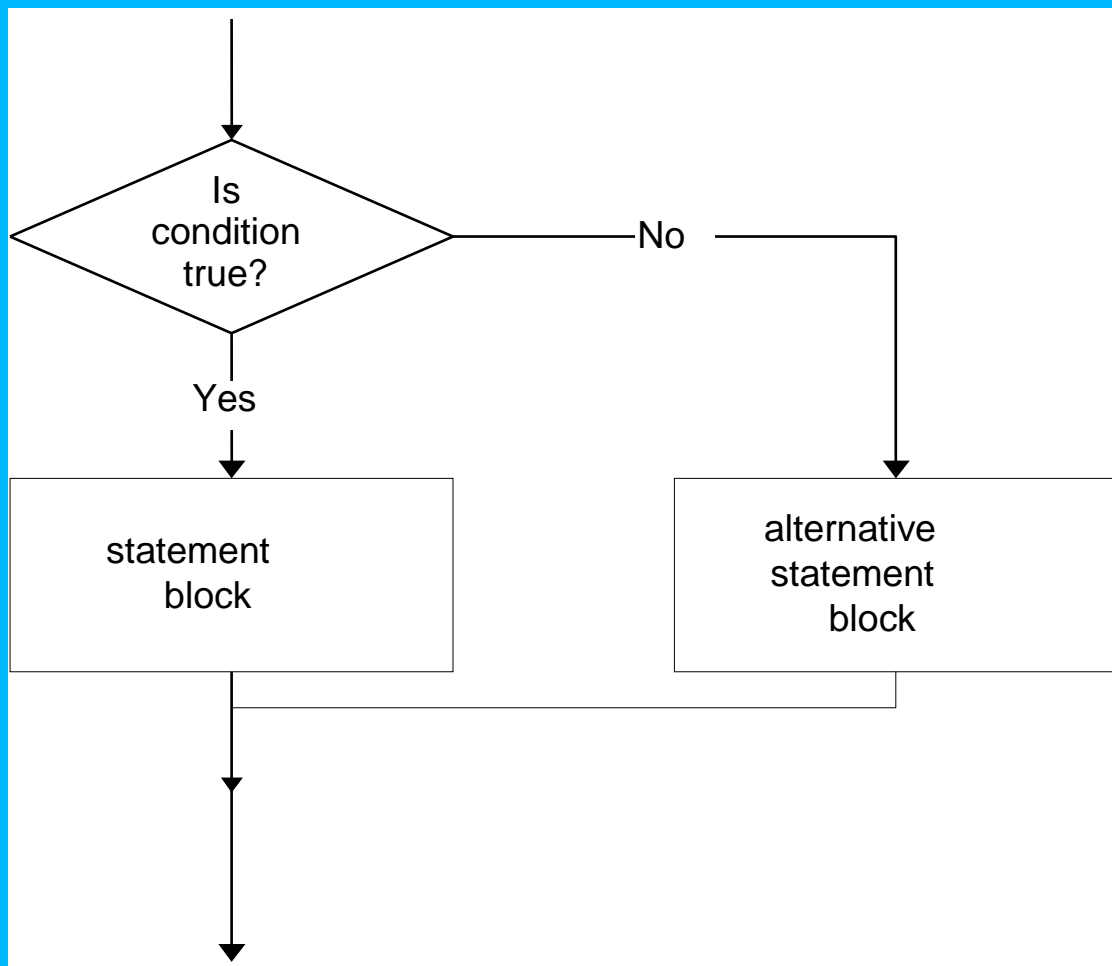 Is
condition
true?
No
Yes
statement
block
alternative
statement
block